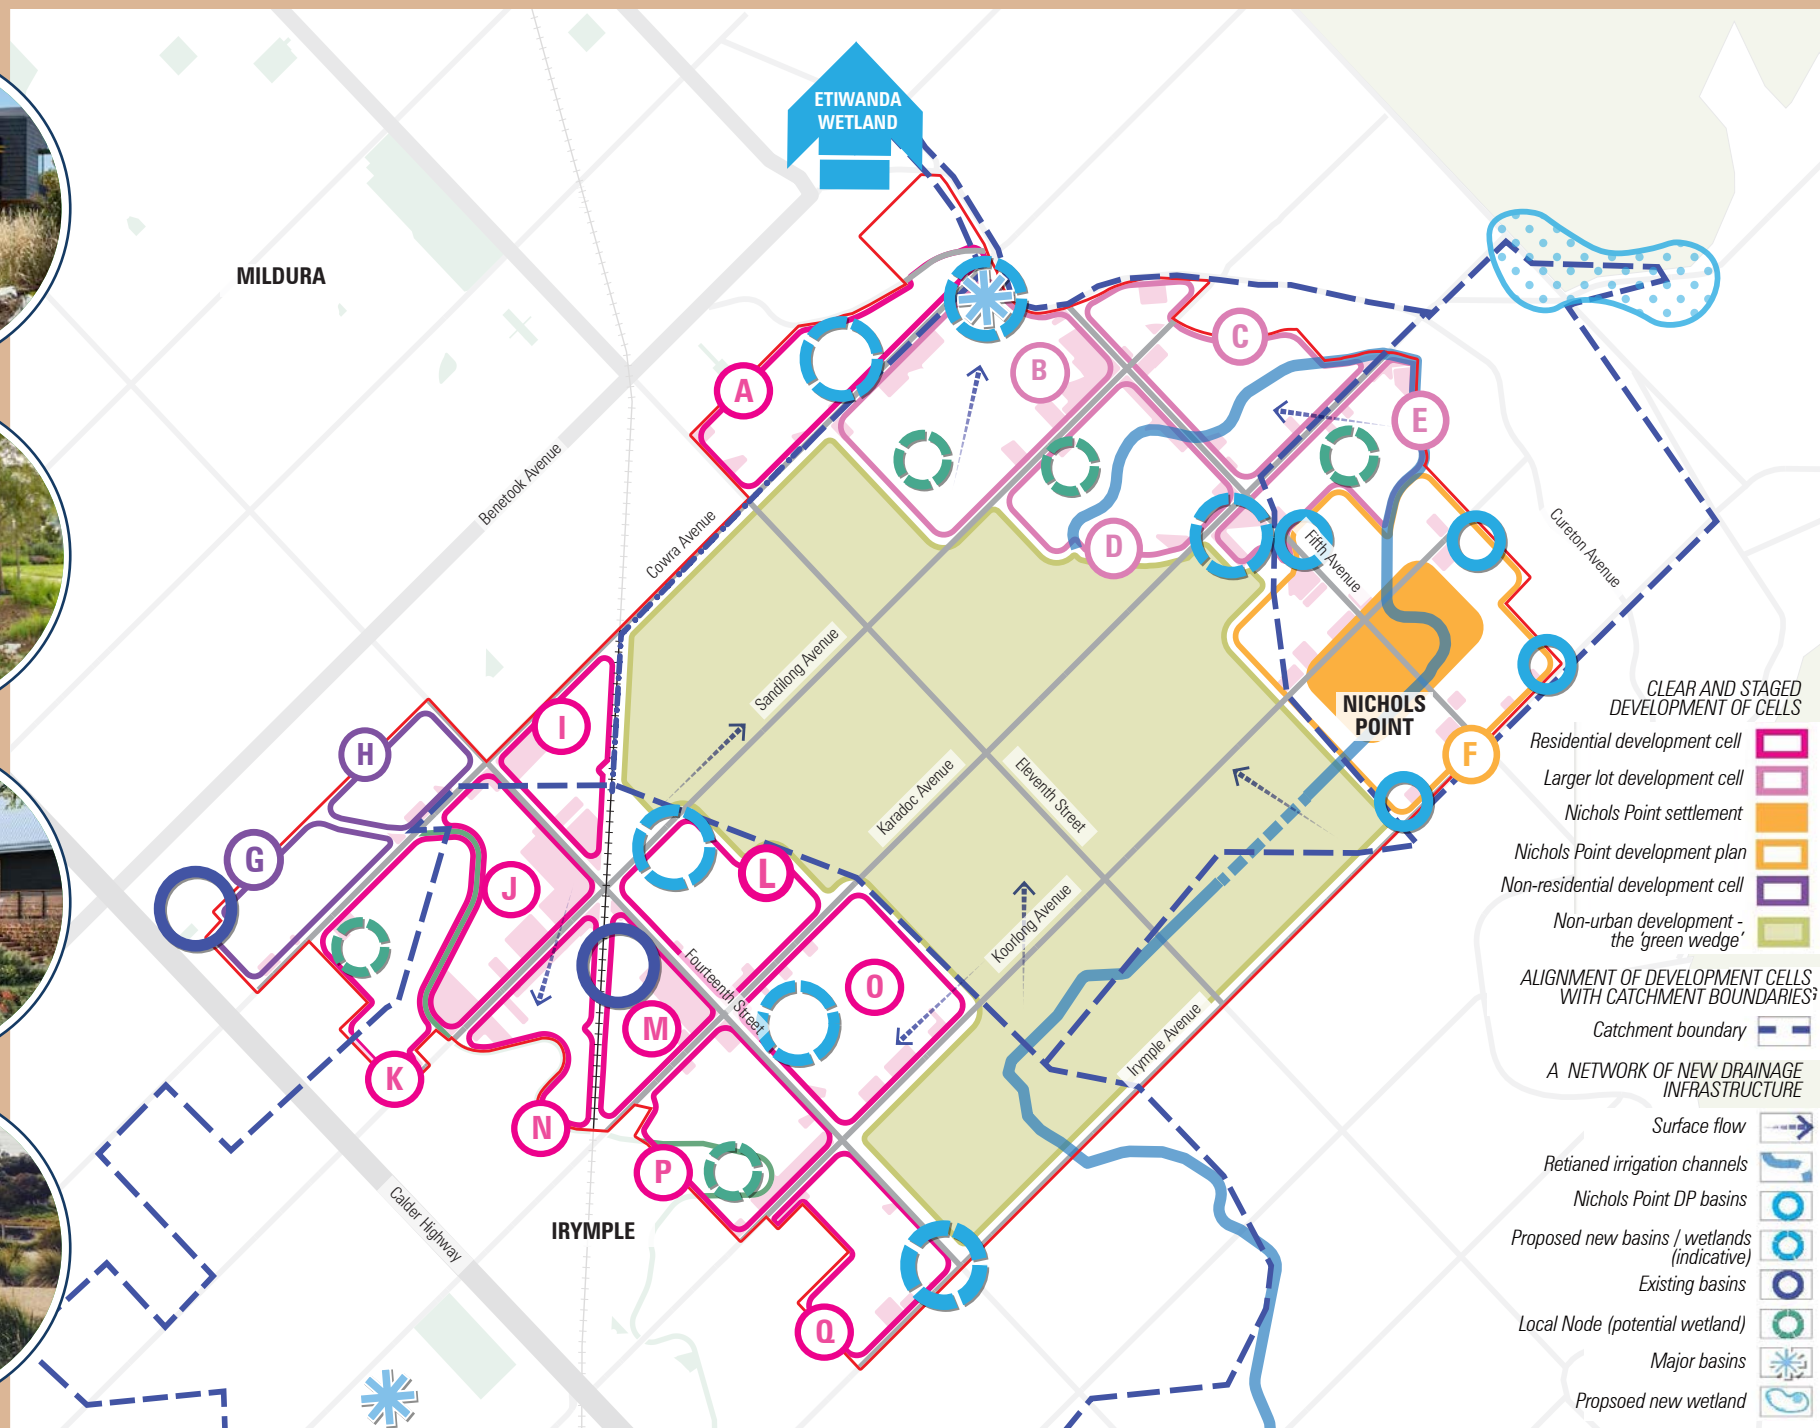 ETIWANDA
WETLAND
MILDURA
A
B
C
E
D
Benetook Avenue
Cowra Avenue
Fifth Avenue
Cureton Avenue
Sandilong Avenue
NICHOLS
POINT
F
I
H
G
J
L
Karadoc Avenue
Eleventh Street
Koorlong Avenue
Fourteenth Street
O
M
K
N
P
Irymple Avenue
Calder Highway
IRYMPLE
Q
CLEAR AND STAGED
DEVELOPMENT OF CELLS
Residential development cell
Larger lot development cell
Nichols Point settlement
Nichols Point development plan
Non-residential development cell
Non-urban development -
the 'green wedge'
ALIGNMENT OF DEVELOPMENT CELLS
WITH CATCHMENT BOUNDARIES
Catchment boundary
A NETWORK OF NEW DRAINAGE
INFRASTRUCTURE
Surface flow
Retianed irrigation channels
Nichols Point DP basins
Proposed new basins / wetlands
(indicative)
Existing basins
Local Node (potential wetland)
Major basins
Propsoed new wetland